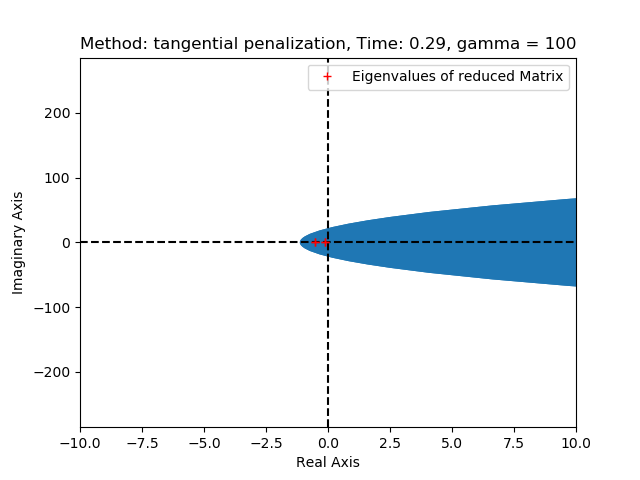 Method: tangential penalization, Time: 0.29, gamma = 100
Eigenvalues of reduced Matrix
200
100
0
−100
−200
Imaginary Axis
−10.0 −7.5 −5.0 −2.5 0.0 2.5 5.0 7.5 10.0
Real Axis